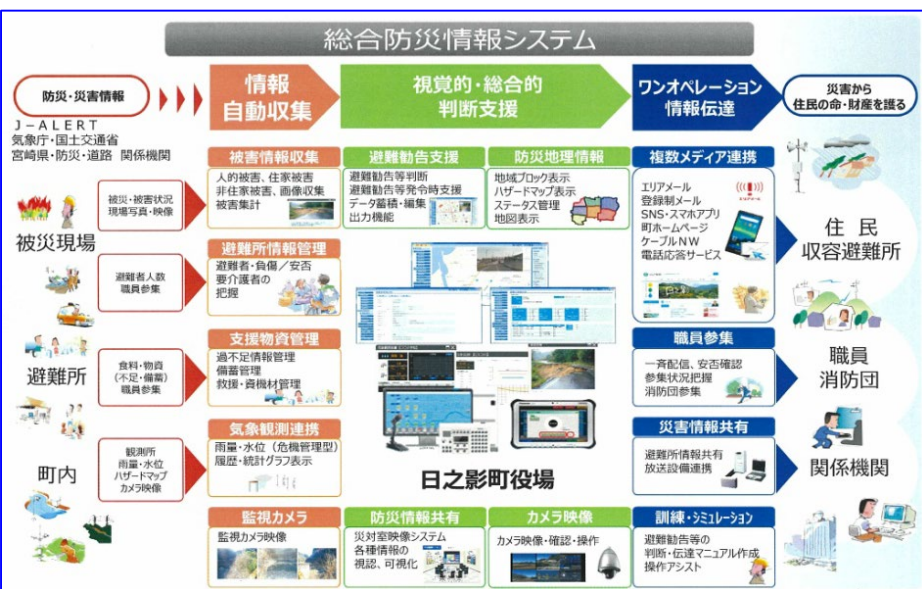 総合防災情報システム
防災・災害情報
情報
自動収集
視覚的・総合的
判断支援
ワンオペレーション
情報伝達
災害から
住民の命・財産を護る
J-ALERT
気象庁・国土交通省
宮崎県・防災・道路 関係機関
被災・被害状況
現場写真・映像
被災現場
避難者人数
職員参集
食料・物資
(不足・備蓄)
職員参集
避難所
観測所
雨量・水位
ハザードマップ
カメラ映像
町内
被害情報収集
人的被害、住家被害
非住家被害、画像収集
被害集計
避難所情報管理
避難者・負傷/安否
要介護者の
把握
支援物資管理
過不足情報管理
備蓄管理
救援・資機材管理
気象観測連携
雨量・水位(危機管理型)
履歴・統計グラフ表示
監視カメラ
監視カメラ映像
避難勧告支援
避難勧告等判断
避難勧告等発令時支援
データ蓄積・編集
出力機能
防災地理情報
地域ブロック表示
ハザードマップ表示
ステータス管理
地図表示
日之影町役場
防災情報共有
災対室映像システム
各種情報の
視認、可視化
カメラ映像
カメラ映像・確認・操作
複数メディア連携
エリアメール
登録制メール
SNS・スマホアプリ
町ホームページ
ケーブルNW
電話応答サービス
職員参集
一斉配信、安否確認
参集状況把握
消防団参集
災害情報共有
避難所情報共有
放送設備連携
訓練・シミュレーション
避難勧告等の
判断・伝達マニュアル作成
操作アシスト
住 民
収容避難所
職員
消防団
関係機関